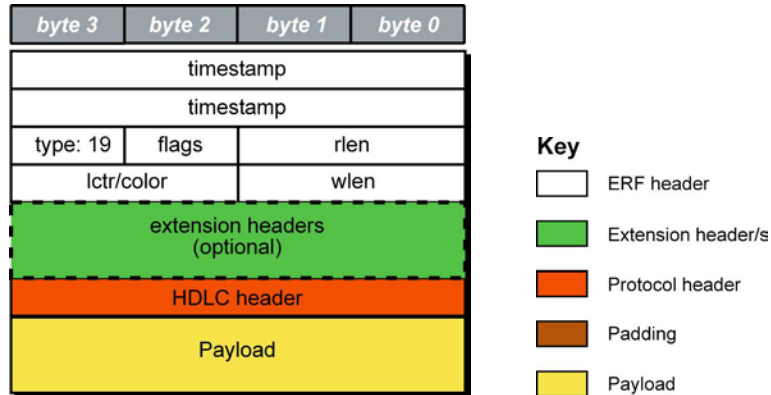 byte 3 byte 2 byte 1 byte 0
timestamp
timestamp
type: 19 flags rlen
lctr/color wlen
extension headers
(optional)
HDLC header
Payload
Key
ERF header
Extension header/s
Protocol header
Padding
Payload